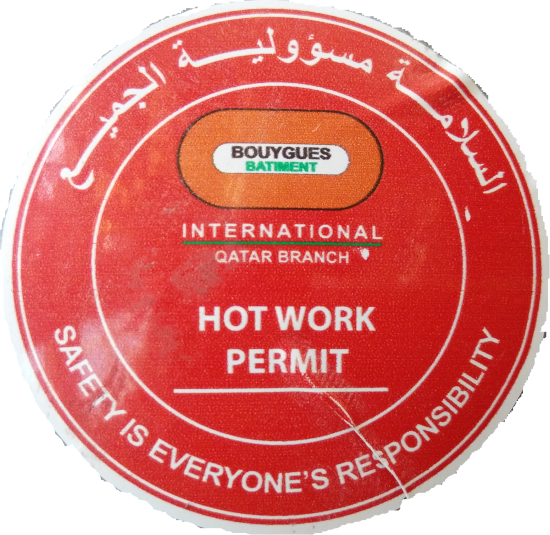 السلامة مسؤولية الجميع
BOUYGUES
BATIMENT
INTERNATIONAL
QATAR BRANCH
HOT WORK
PERMIT
SAFETY IS EVERYONE'S RESPONSIBILITY